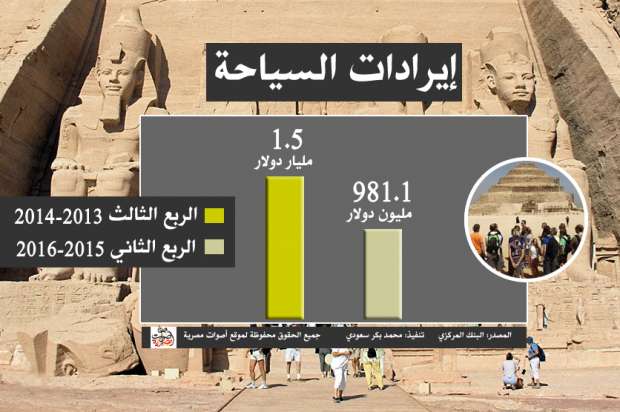 إيرادات السياحة
1.5
مليار دولار
981.1
مليون دولار
الربع الثالث 2013-2014
الربع الثاني 2015-2016
المصدر: البنك المركزي تنفيذ: محمد بكر سعودي جميع الحقوق محفوظة لموقع أصوات مصرية